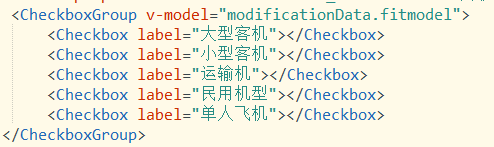 <CheckboxGroup v-model="modificationData.fitmodel">
<Checkbox label="大型客机"></Checkbox>
<Checkbox label="小型客机"></Checkbox>
<Checkbox label="运输机"></Checkbox>
<Checkbox label="民用机型"></Checkbox>
<Checkbox label="单人飞机"></Checkbox>
</CheckboxGroup>